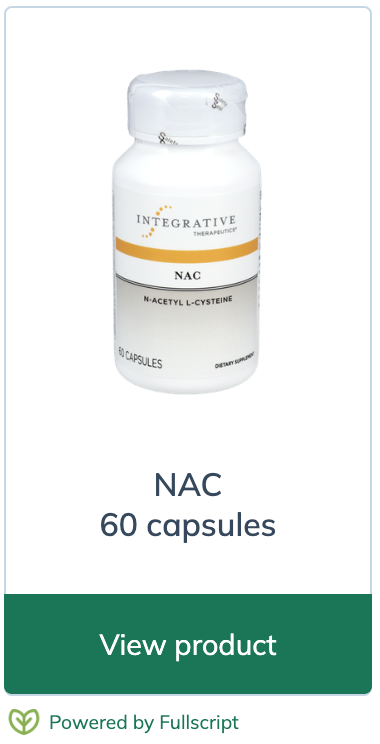 INTEGRATIVE
THERAPEUTICS®
NAC
N-ACETYL L-CYSTEINE
60 CAPSULES
DIETARY SUPPLEMENT
NAC
60 capsules
View product
Powered by Fullscript